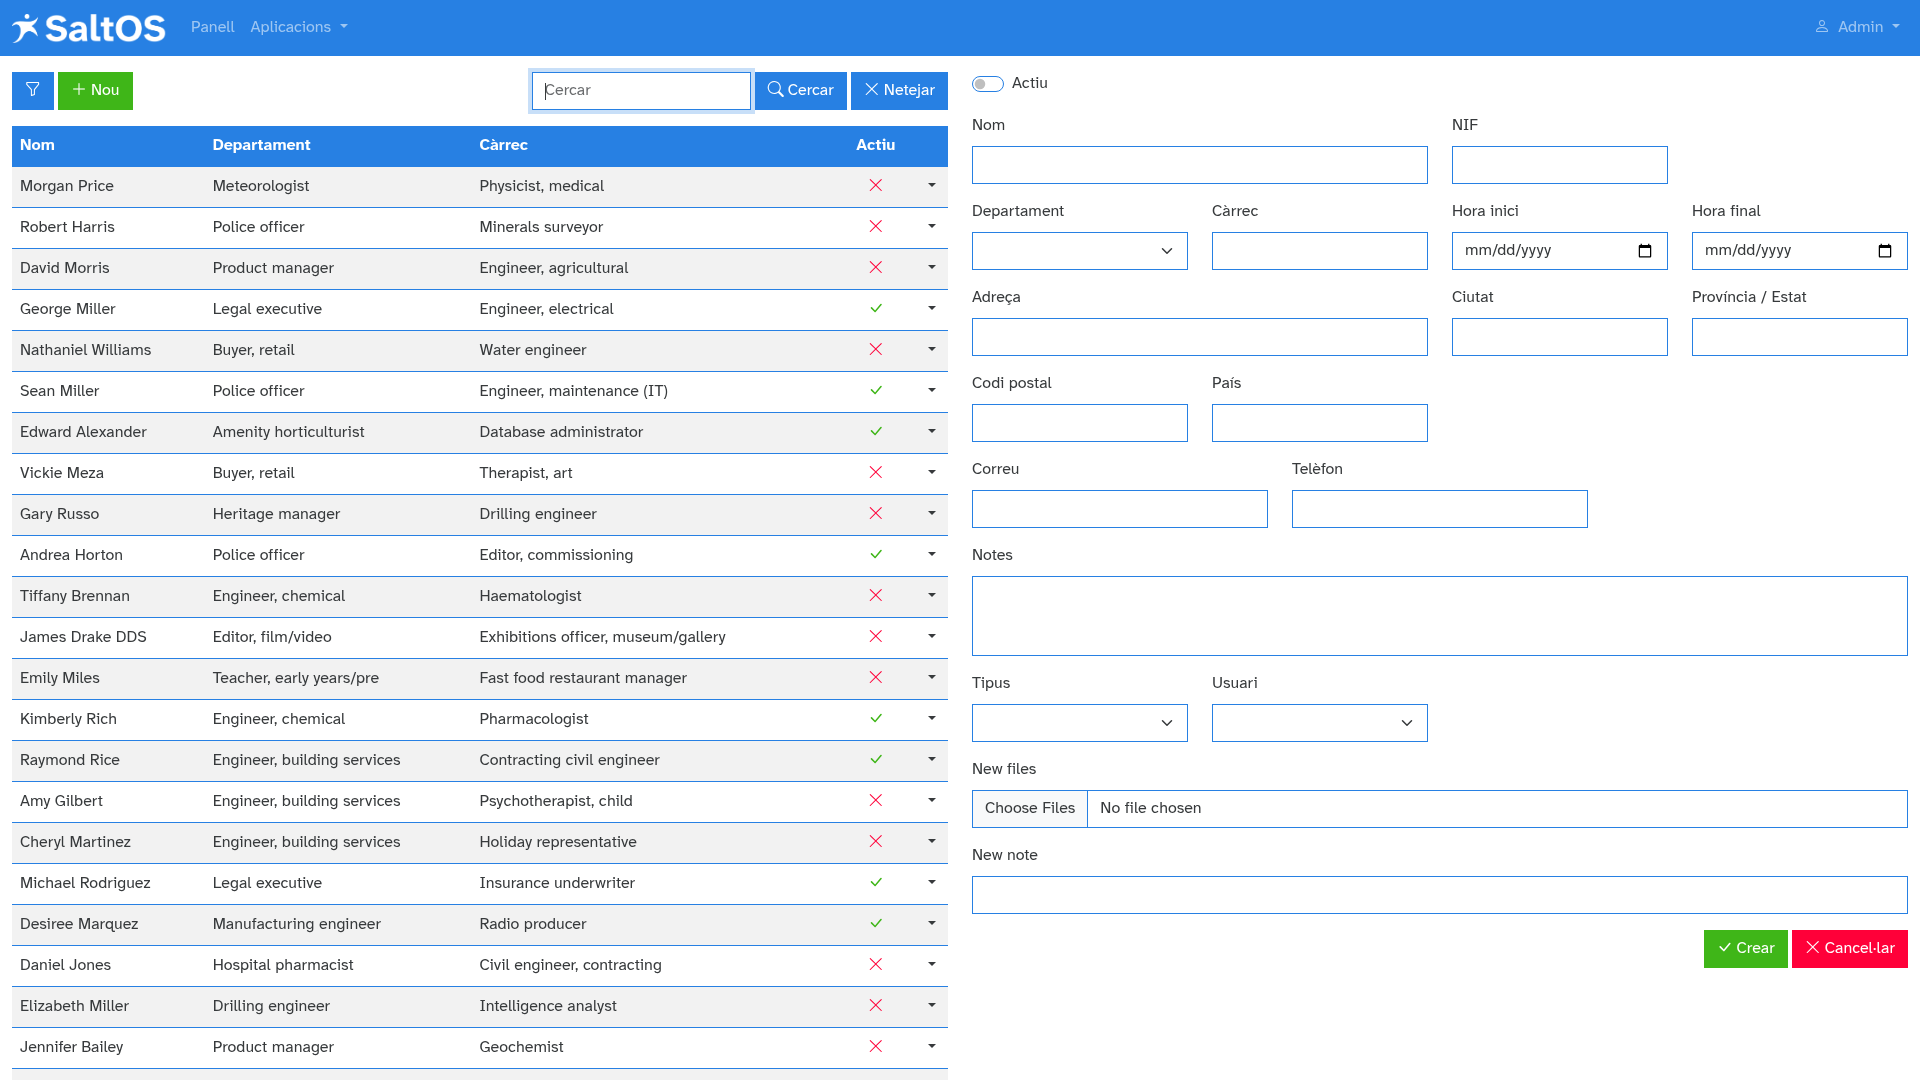 SaltOS Panell Aplicacions Admin
Nou Cercar Cercar Netejar
Nom Departament Càrrec Actiu
Morgan Price Meteorologist Physicist, medical
Robert Harris Police officer Minerals surveyor
David Morris Product manager Engineer, agricultural
George Miller Legal executive Engineer, electrical
Nathaniel Williams Buyer, retail Water engineer
Sean Miller Police officer Engineer, maintenance (IT)
Edward Alexander Amenity horticulturist Database administrator
Vickie Meza Buyer, retail Therapist, art
Gary Russo Heritage manager Drilling engineer
Andrea Horton Police officer Editor, commissioning
Tiffany Brennan Engineer, chemical Haematologist
James Drake DDS Editor, film/video Exhibitions officer, museum/gallery
Emily Miles Teacher, early years/pre Fast food restaurant manager
Kimberly Rich Engineer, chemical Pharmacologist
Raymond Rice Engineer, building services Contracting civil engineer
Amy Gilbert Engineer, building services Psychotherapist, child
Cheryl Martinez Engineer, building services Holiday representative
Michael Rodriguez Legal executive Insurance underwriter
Desiree Marquez Manufacturing engineer Radio producer
Daniel Jones Hospital pharmacist Civil engineer, contracting
Elizabeth Miller Drilling engineer Intelligence analyst
Jennifer Bailey Product manager Geochemist
Actiu
Nom NIF
Departament Càrrec Hora inici Hora final
mm/dd/yyyy mm/dd/yyyy
Adreça Ciutat Província / Estat
Codi postal País
Correu Telèfon
Notes
Tipus Usuari
New files
Choose Files No file chosen
New note
Crear Cancel·lar